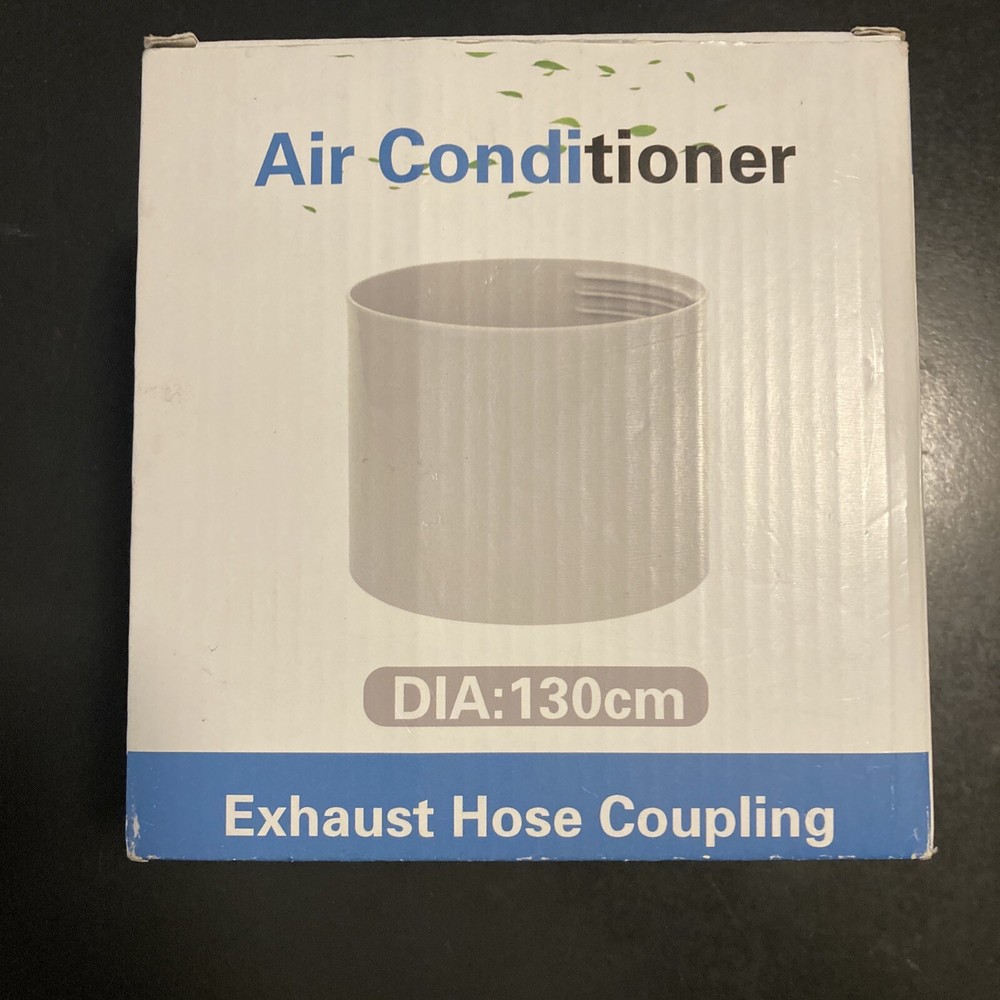 Air Conditioner
DIA:130cm
Exhaust Hose Coupling